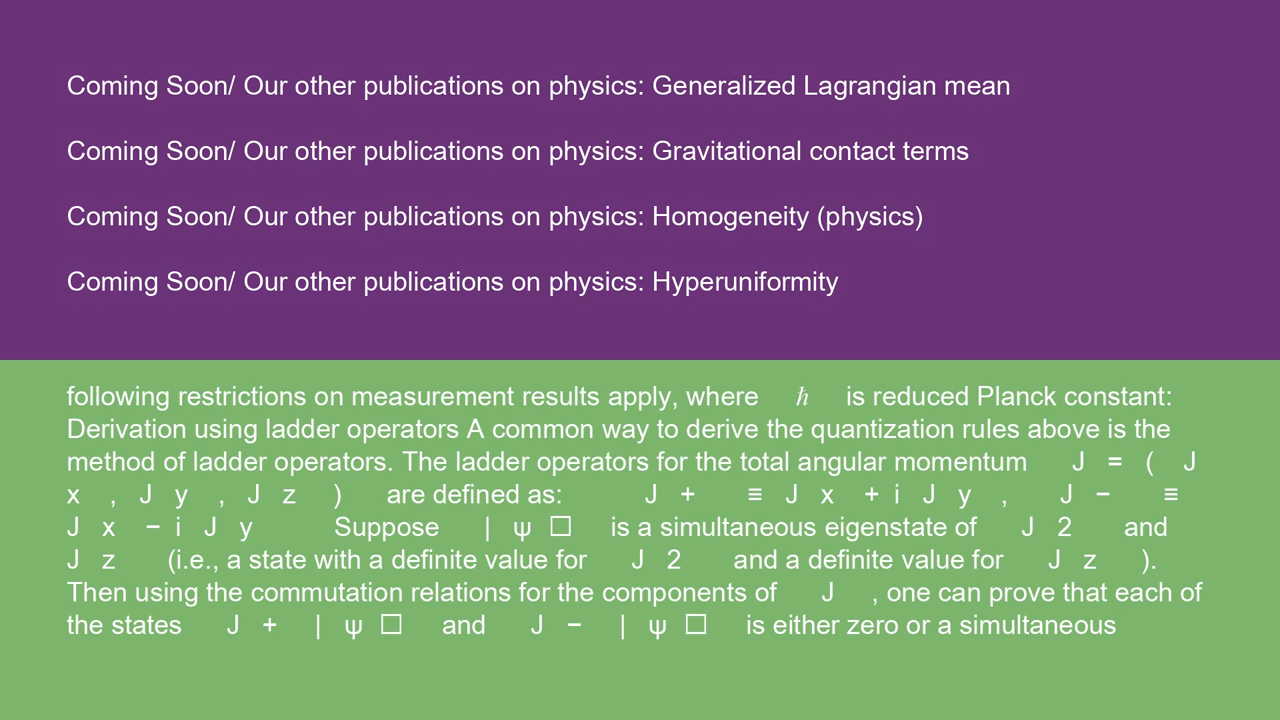 Coming Soon/ Our other publications on physics: Generalized Lagrangian mean
Coming Soon/ Our other publications on physics: Gravitational contact terms
Coming Soon/ Our other publications on physics: Homogeneity (physics)
Coming Soon/ Our other publications on physics: Hyperuniformity
following restrictions on measurement results apply, where ℏ is reduced Planck constant:
Derivation using ladder operators A common way to derive the quantization rules above is the
method of ladder operators. The ladder operators for the total angular momentum J = ( J
x , J y , J z ) are defined as: J + ≡ J x + i J y , J − ≡
J x − i J y Suppose | ψ □ is a simultaneous eigenstate of J 2 and
J z (i.e., a state with a definite value for J 2 and a definite value for J z ).
Then using the commutation relations for the components of J , one can prove that each of
the states J + | ψ □ and J − | ψ □ is either zero or a simultaneous